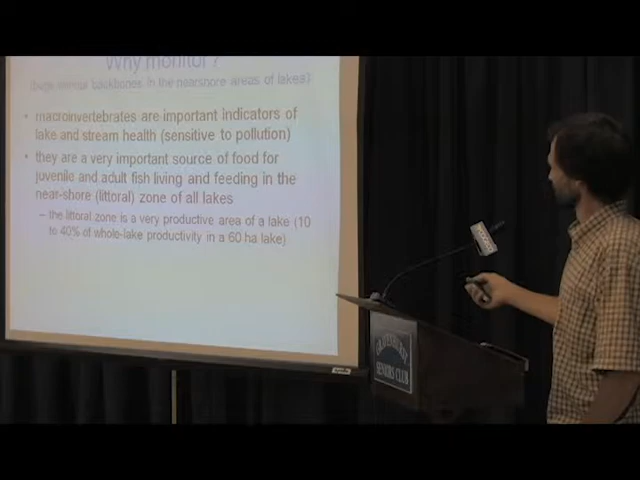 Why monitor?
(bugs without backbones in the nearshore areas of lakes)
• macroinvertebrates are important indicators of
lake and stream health (sensitive to pollution)
• they are a very important source of food for
juvenile and adult fish living and feeding in the
near-shore (littoral) zone of all lakes
– the littoral zone is a very productive area of a lake (10
to 40% of whole-lake productivity in a 60 ha lake)
GRAVENHURST
SENIORS CLUB